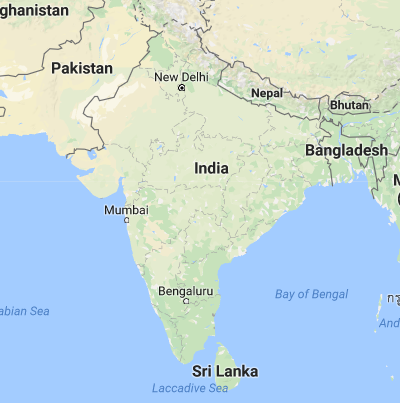 ghanistan
Pakistan
New Delhi
Nepal
Bhutan
Bangladesh
India
Mumbai
Bengaluru
Bay of Bengal
abian Sea
And
Sri Lanka
Laccadive Sea